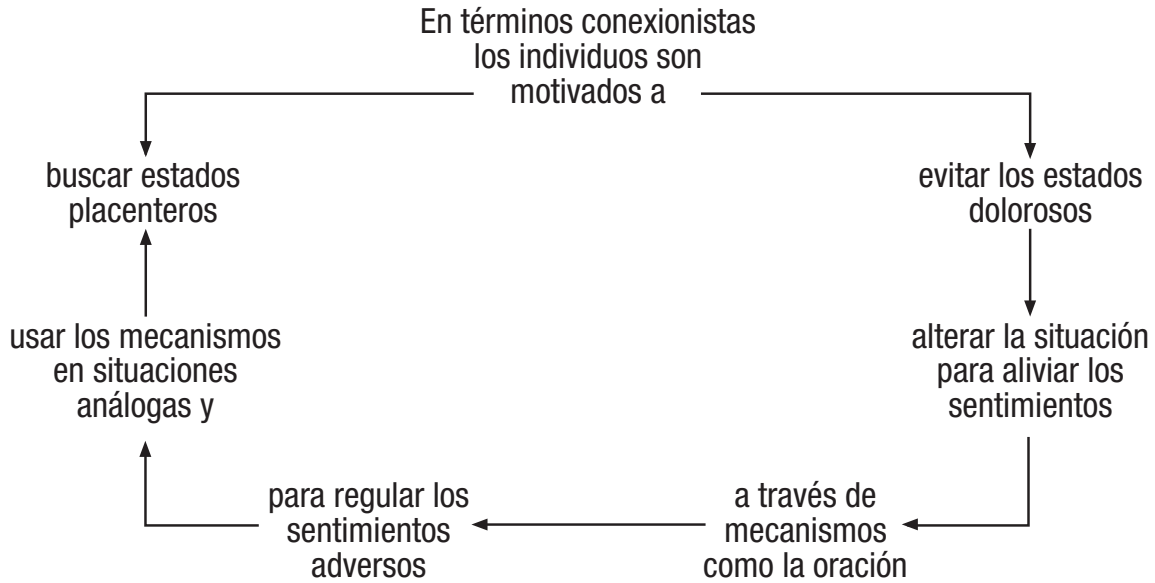 En términos conexionistas
los individuos son
motivados a
buscar estados
placenteros
evitar los estados
dolorosos
usar los mecanismos
en situaciones
análogas y
alterar la situación
para aliviar los
sentimientos
para regular los
sentimientos
adversos
a través de
mecanismos
como la oración